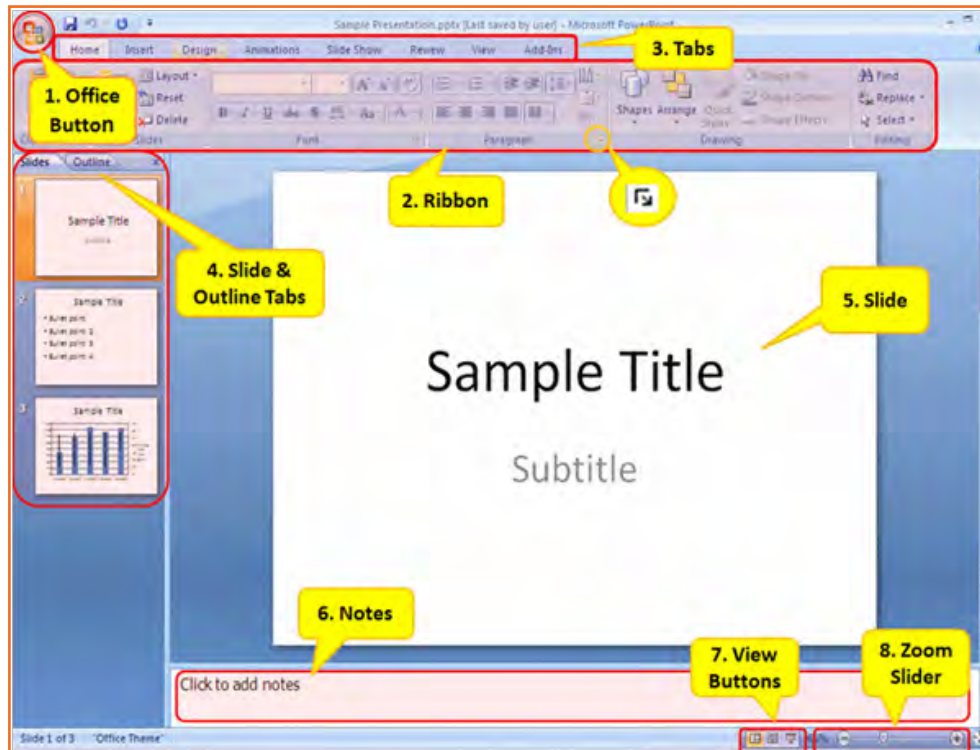 Sample Presentation.pptx [Last saved by user] - Microsoft PowerPoint
Home Insert Design Animations Slide Show Review View Add-Ins
3. Tabs
1. Office
Button
Layout
Reset
Delete
Slides
Font
Paragraph
Shapes Arrange Quick
Styles
Shape Fill
Shape Outline
Shape Effects
Drawing
Find
Replace
Select
Editing
2. Ribbon
Slides Outline
4. Slide &
Outline Tabs
1
Sample Title
Subtitle
2
Sample Title
• Bullet point
• Bullet point 2
• Bullet point 3
• Bullet point 4
3
Sample Title
5. Slide
Sample Title
Subtitle
6. Notes
Click to add notes
7. View
Buttons
8. Zoom
Slider
Slide 1 of 3 "Office Theme"